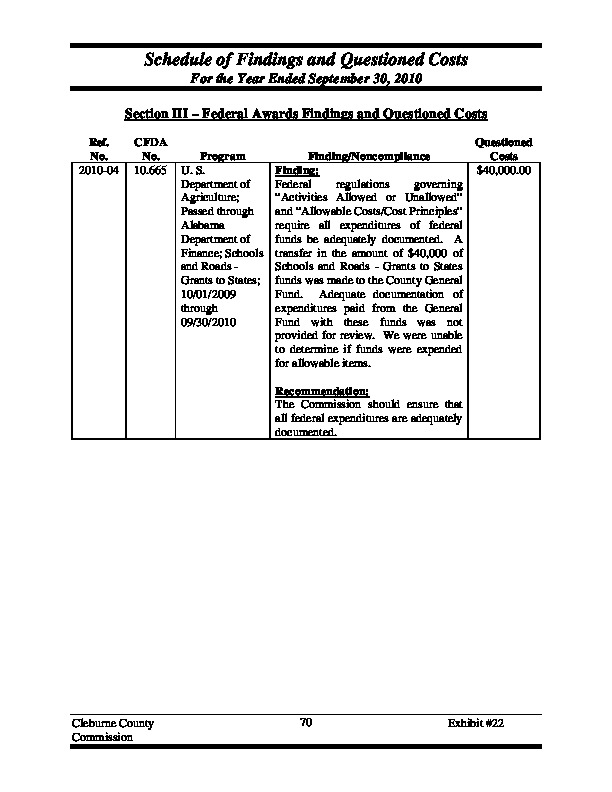 Schedule of Findings and Questioned Costs
For the Year Ended September 30, 2010
Section III – Federal Awards Findings and Questioned Costs
Ref. No.
CFDA No.
Program
Finding/Noncompliance
Questioned Costs
2010-04
10.665
U. S.
Department of
Agriculture;
Passed through
Alabama
Department of
Finance; Schools
and Roads -
Grants to States;
10/01/2009
through
09/30/2010
Finding:
Federal regulations governing
"Activities Allowed or Unallowed"
and "Allowable Costs/Cost Principles"
require all expenditures of federal
funds be adequately documented. A
transfer in the amount of $40,000 of
Schools and Roads - Grants to States
funds was made to the County General
Fund. Adequate documentation of
expenditures paid from the General
Fund with these funds was not
provided for review. We were unable
to determine if funds were expended
for allowable items.
Recommendation:
The Commission should ensure that
all federal expenditures are adequately
documented.
$40,000.00
Cleburne County
Commission
70
Exhibit #22